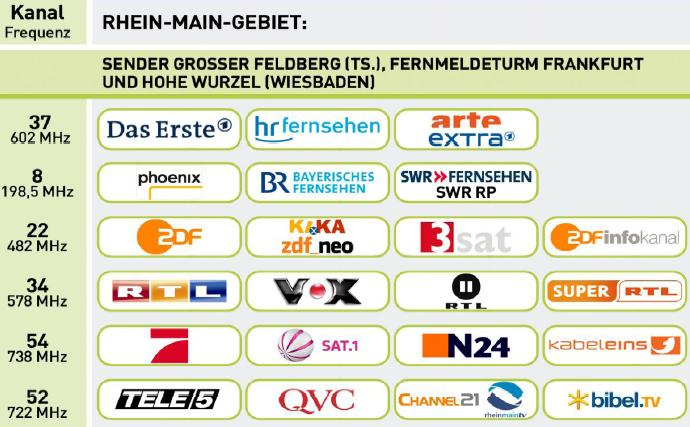 Kanal
Frequenz
RHEIN-MAIN-GEBIET:
SENDER GROSSER FELDBERG (TS.), FERNMELDETURM FRANKFURT
UND HOHE WURZEL (WIESBADEN)
37
602 MHz
Das Erste
hr fernsehen
arte
extra
8
198,5 MHz
phoenix
BR BAYERISCHES
FERNSEHEN
SWR>>FERNSEHEN
SWR RP
22
482 MHz
ZDF
KiKA
zdf_neo
3sat
ZDFinfokanal
34
578 MHz
RTL
VOX
II
RTL
SUPER RTL
54
738 MHz
7
SAT.1
N24
kabel eins
52
722 MHz
TELE 5
QVC
CHANNEL 21
rheinmaintv
bibel.TV